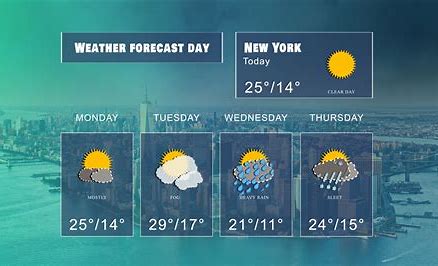 WEATHER FORECAST DAY
NEW YORK
Today
25°/14°
CLEAR DAY
MONDAY
TUESDAY
WEDNESDAY
THURSDAY
MOSTLY
FOG
HEAVY RAIN
SLEET
25°/14°
29°/17°
21°/11°
24°/15°